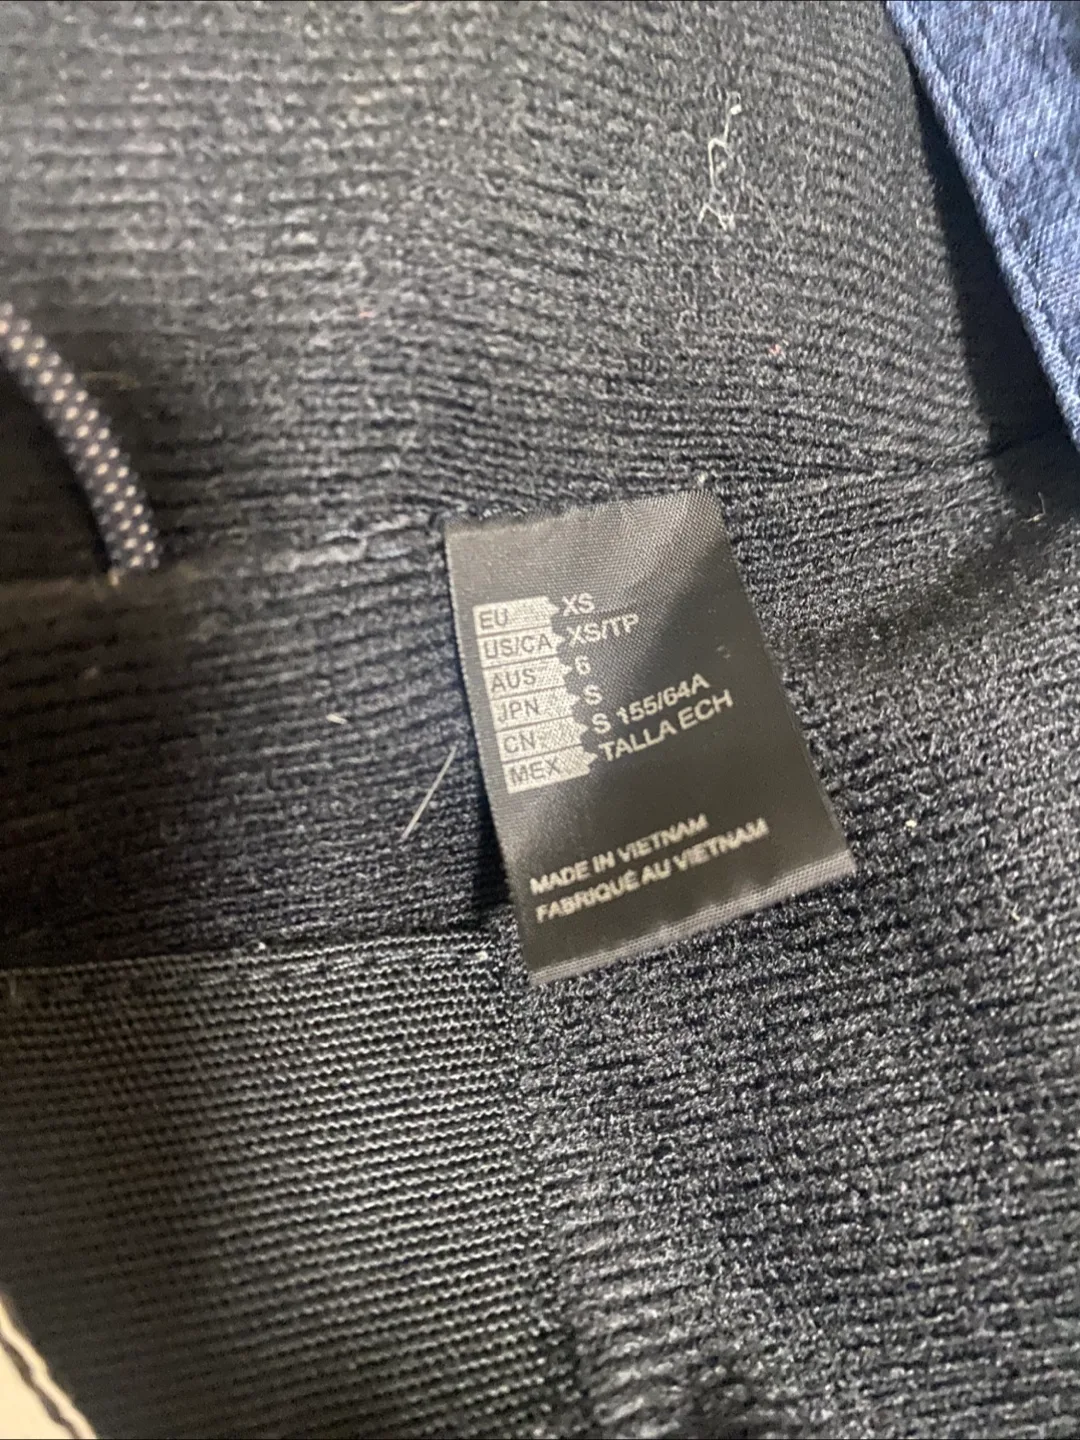 EU XS
US/CA XS/TP
AUS 6
JPN S
CN S 155/64A
MEX TALLA ECH
MADE IN VIETNAM
FABRIQUÉ AU VIETNAM